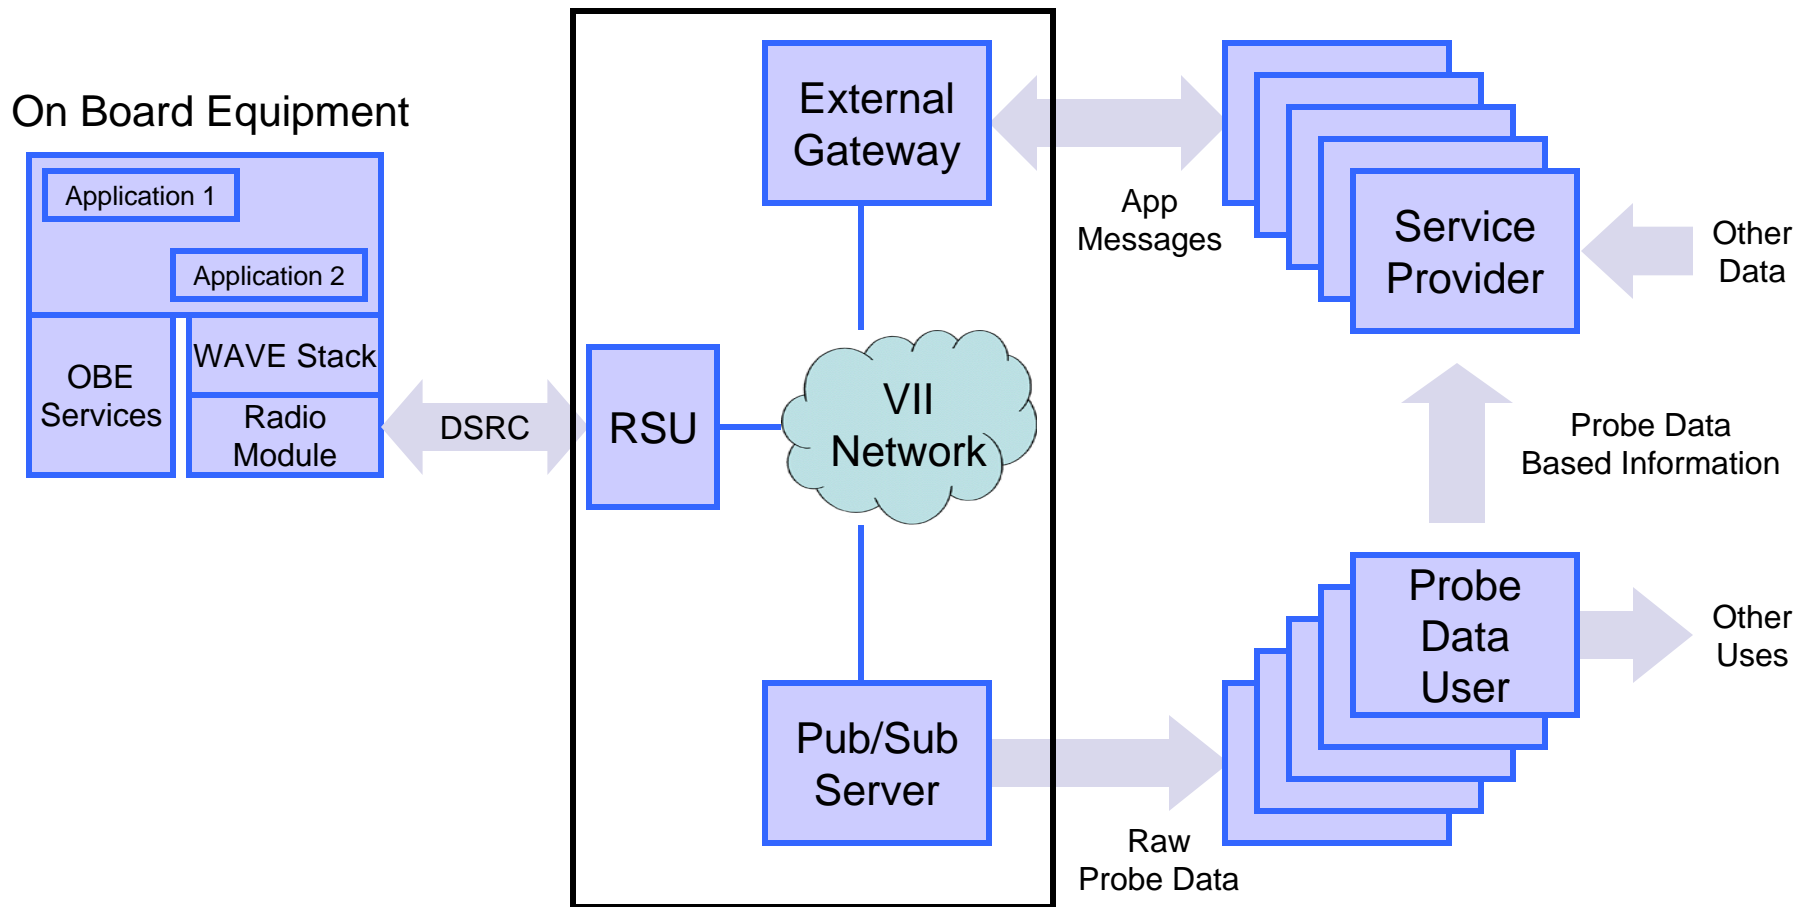 On Board Equipment
Application 1
Application 2
OBE
Services
WAVE Stack
Radio
Module
DSRC
RSU
External
Gateway
VII
Network
Pub/Sub
Server
App
Messages
Service
Provider
Other
Data
Probe Data
Based Information
Probe
Data
User
Other
Uses
Raw
Probe Data